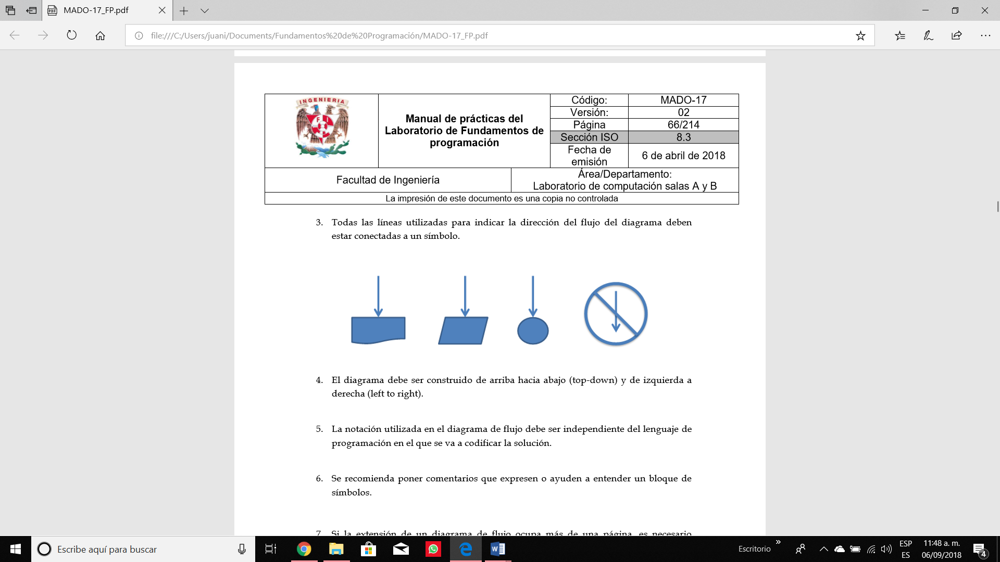 MADO-17_FP.pdf
file:///C:/Users/juani/Documents/Fundamentos%20de%20Programación/MADO-17_FP.pdf
INGENIERIA
F I
Manual de prácticas del
Laboratorio de Fundamentos de
programación
Código:
MADO-17
Versión:
02
Página
66/214
Sección ISO
8.3
Fecha de
emisión
6 de abril de 2018
Facultad de Ingeniería
Área/Departamento:
Laboratorio de computación salas A y B
La impresión de este documento es una copia no controlada
3. Todas las líneas utilizadas para indicar la dirección del flujo del diagrama deben
estar conectadas a un símbolo.
4. El diagrama debe ser construido de arriba hacia abajo (top-down) y de izquierda a
derecha (left to right).
5. La notación utilizada en el diagrama de flujo debe ser independiente del lenguaje de
programación en el que se va a codificar la solución.
6. Se recomienda poner comentarios que expresen o ayuden a entender un bloque de
símbolos.
7. Si la extensión de un diagrama de flujo ocupa más de una página, es necesario
Escribe aquí para buscar
Escritorio
ESP
ES
11:48 a. m.
06/09/2018
4